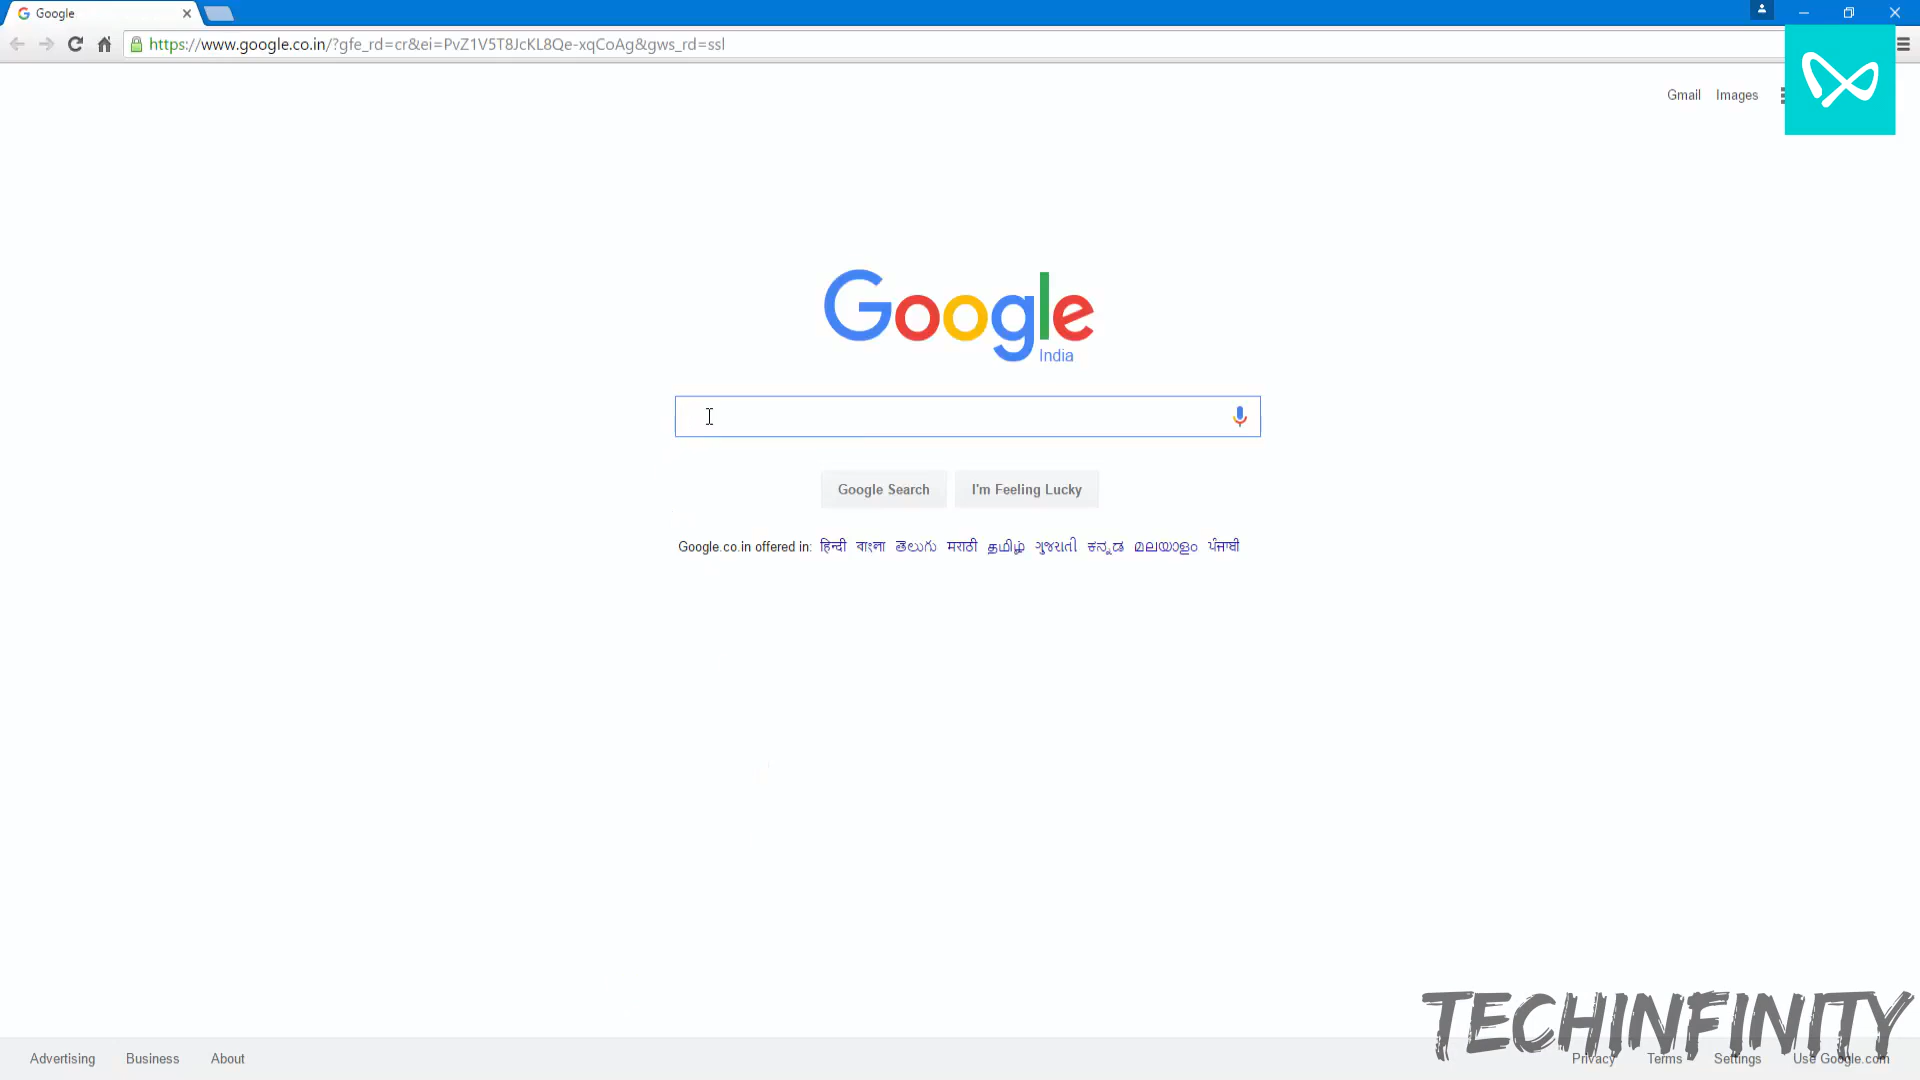 Google
https://www.google.co.in/?gfe_rd=cr&ei=PvZ1V5T8JcKL8Qe-xqCoAg&gws_rd=ssl
Gmail Images
Google
India
Google Search I'm Feeling Lucky
Google.co.in offered in: हिन्दी বাংলা తెలుగు मराठी தமிழ் ગુજરાતી ಕನ್ನಡ മലയാളം ਪੰਜਾਬੀ
TECHINFINITY
Advertising Business About Privacy Terms Settings Use Google.com